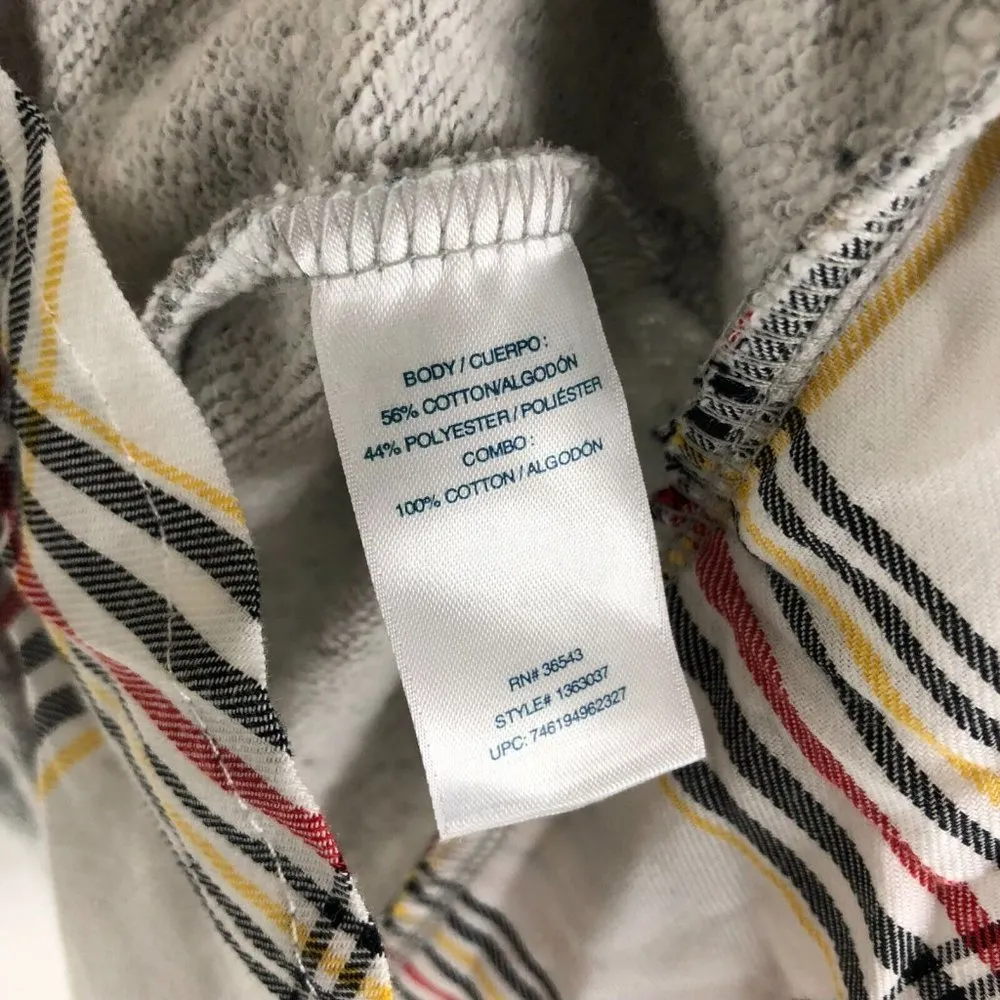 BODY / CUERPO :
56% COTTON/ALGODÓN
44% POLYESTER / POLIÉSTER
COMBO :
100% COTTON / ALGODÓN
RN# 36543
STYLE# 1363037
UPC: 746194962327